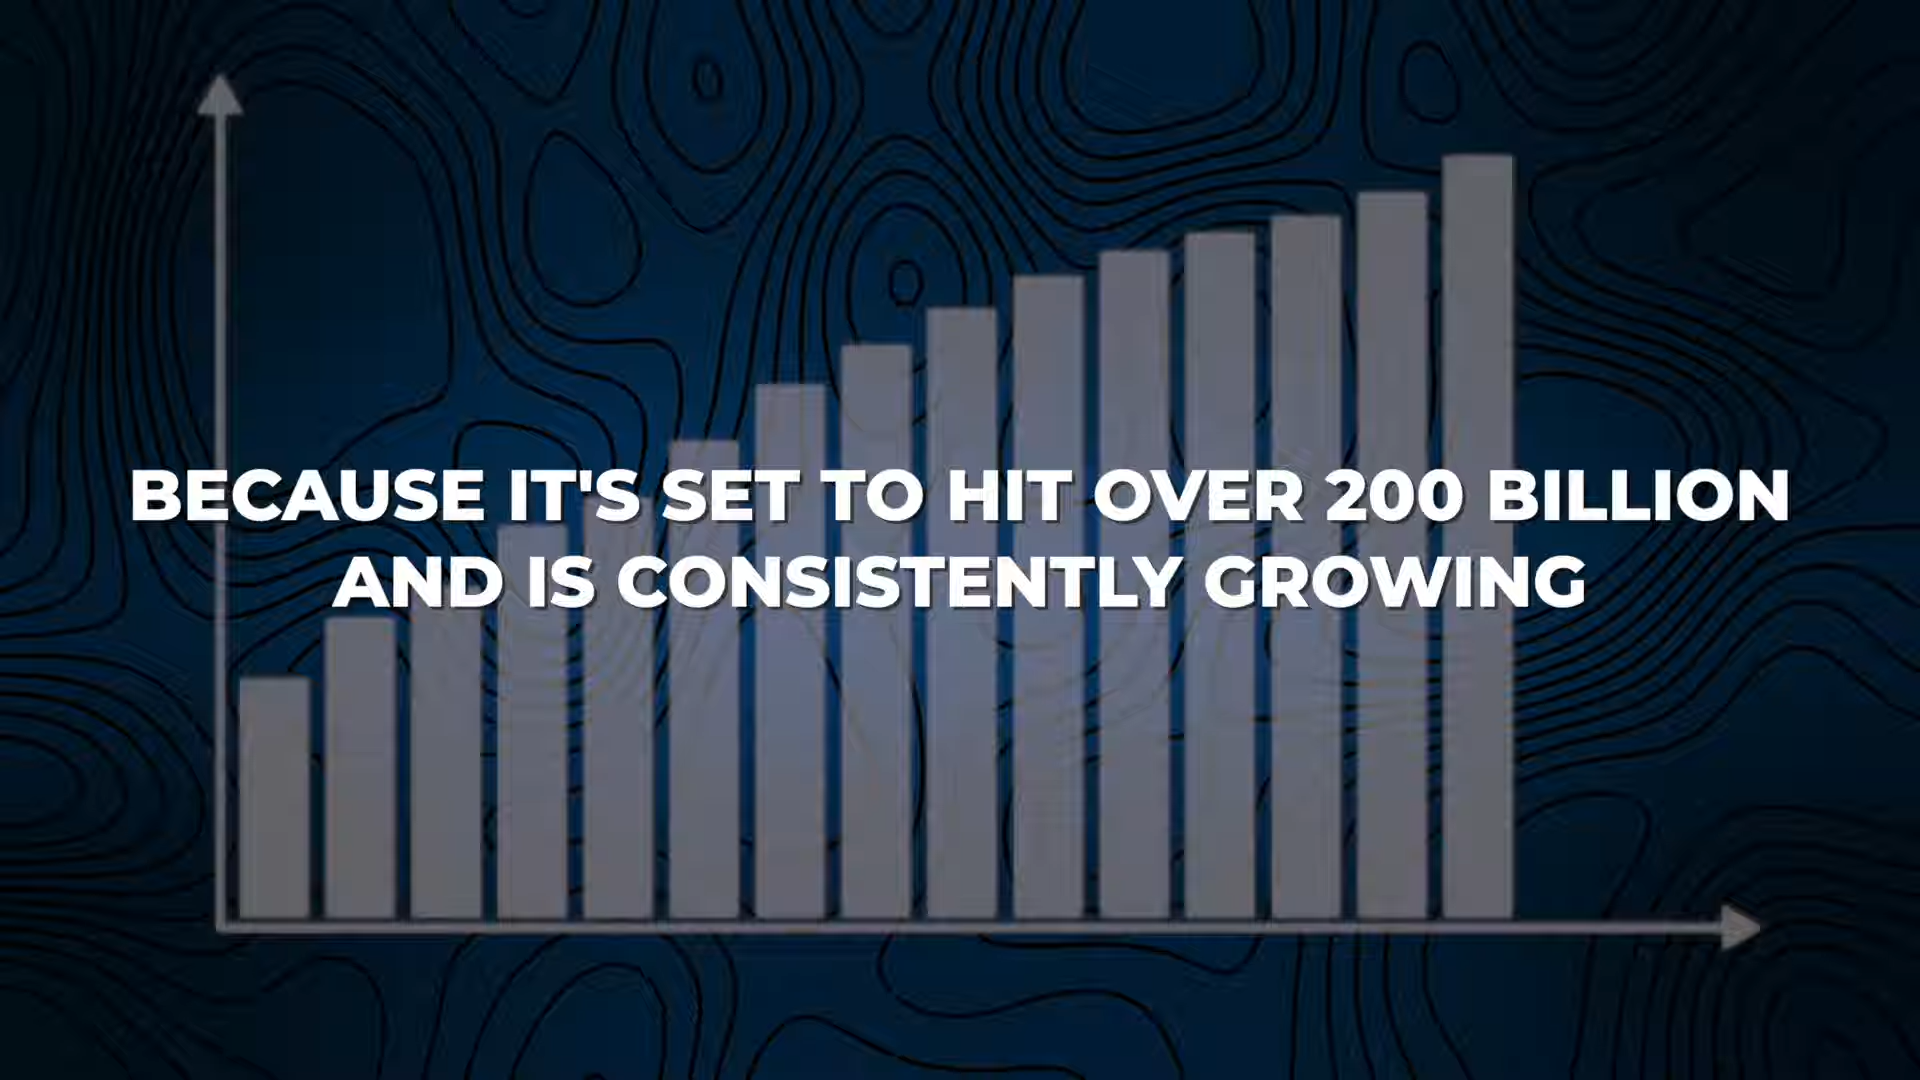 BECAUSE IT'S SET TO HIT OVER 200 BILLION
AND IS CONSISTENTLY GROWING